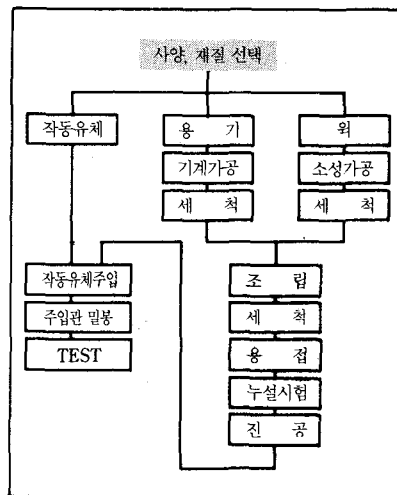 사양, 재질 선택
작동유체
용 기
윅
기계가공
소성가공
세 척
세 척
작동유체주입
주입관 밀봉
TEST
조 립
세 척
용 접
누설시험
진 공